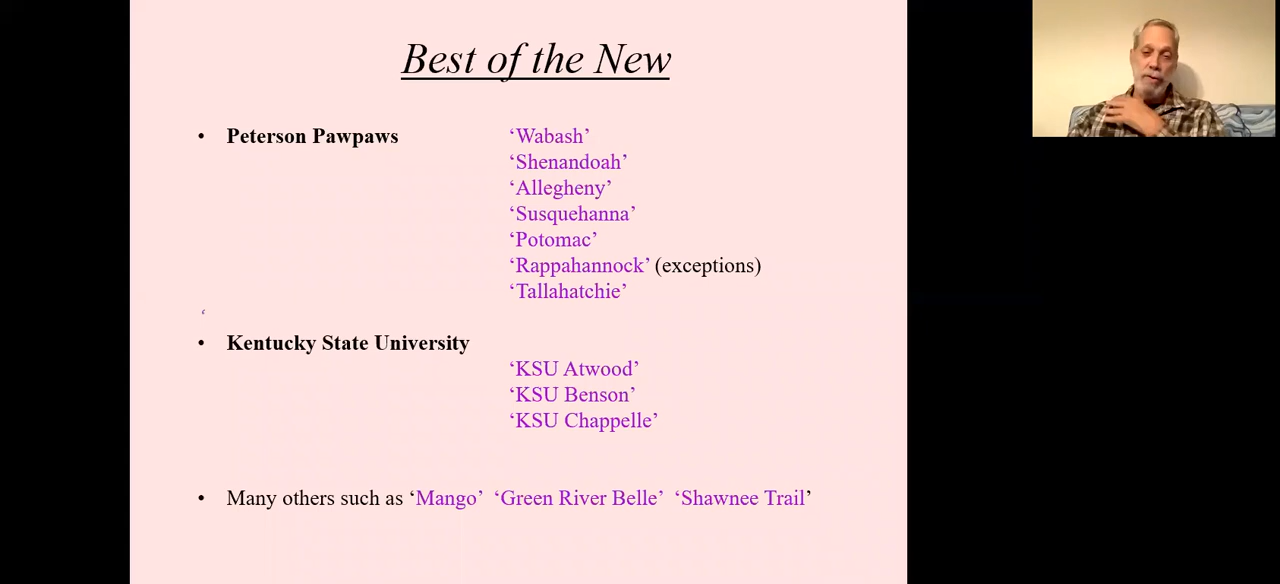 Best of the New
• Peterson Pawpaws ‘Wabash’
‘Shenandoah’
‘Allegheny’
‘Susquehanna’
‘Potomac’
‘Rappahannock’ (exceptions)
‘Tallahatchie’
‘
• Kentucky State University
‘KSU Atwood’
‘KSU Benson’
‘KSU Chappelle’
• Many others such as ‘Mango’ ‘Green River Belle’ ‘Shawnee Trail’